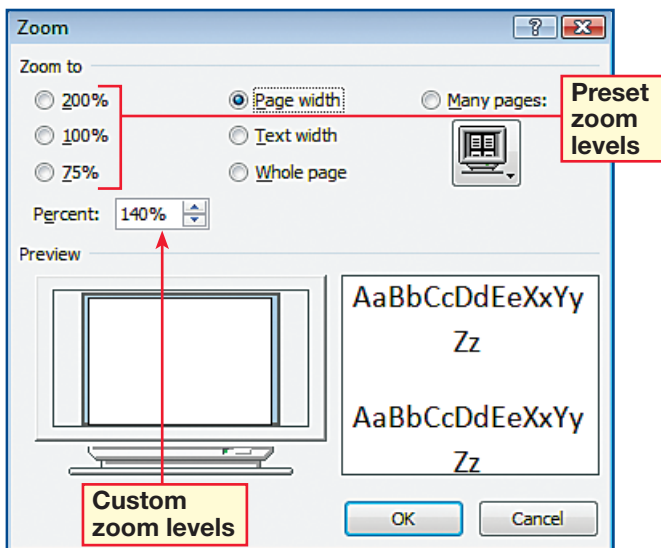 Zoom
?
Zoom to
200%
Page width
Many pages:
Preset
zoom
levels
100%
Text width
75%
Whole page
Percent: 140%
Preview
AaBbCcDdEeXxYy
Zz
AaBbCcDdEeXxYy
Zz
Custom
zoom levels
OK
Cancel